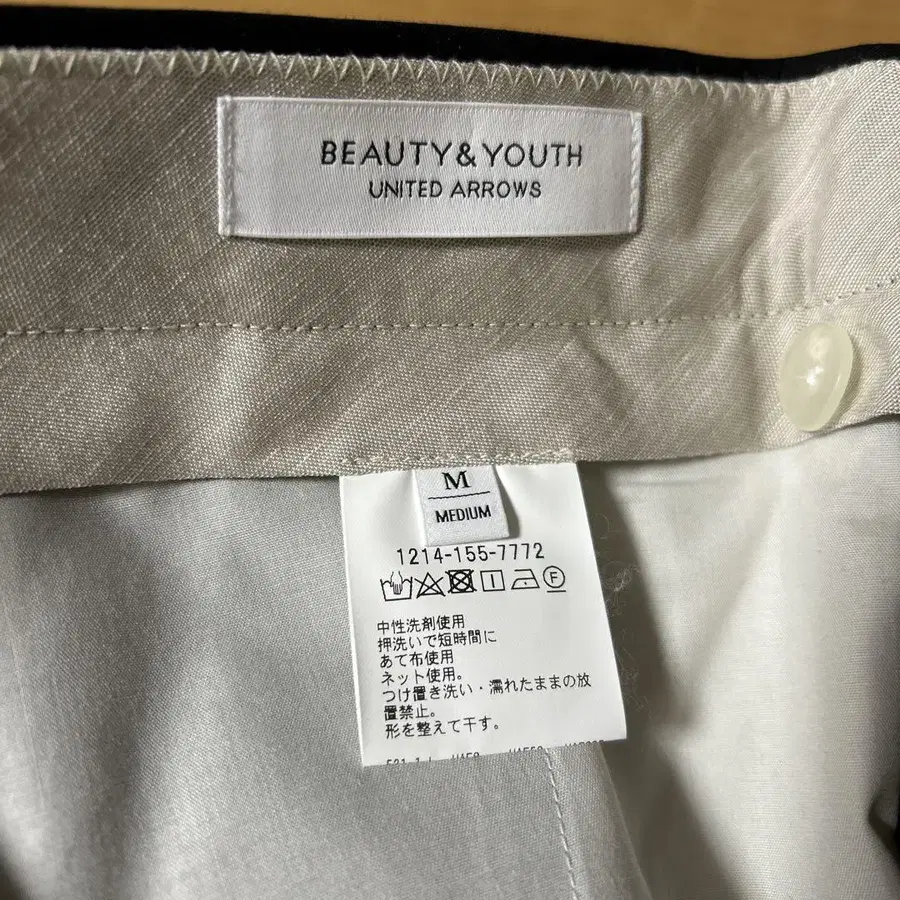 BEAUTY&YOUTH
UNITED ARROWS
M
MEDIUM
1214-155-7772
中性洗剤使用
押洗いで短時間に
あて布使用
ネット使用。
つけ置き洗い・濡れたままの放
置禁止。
形を整えて干す。